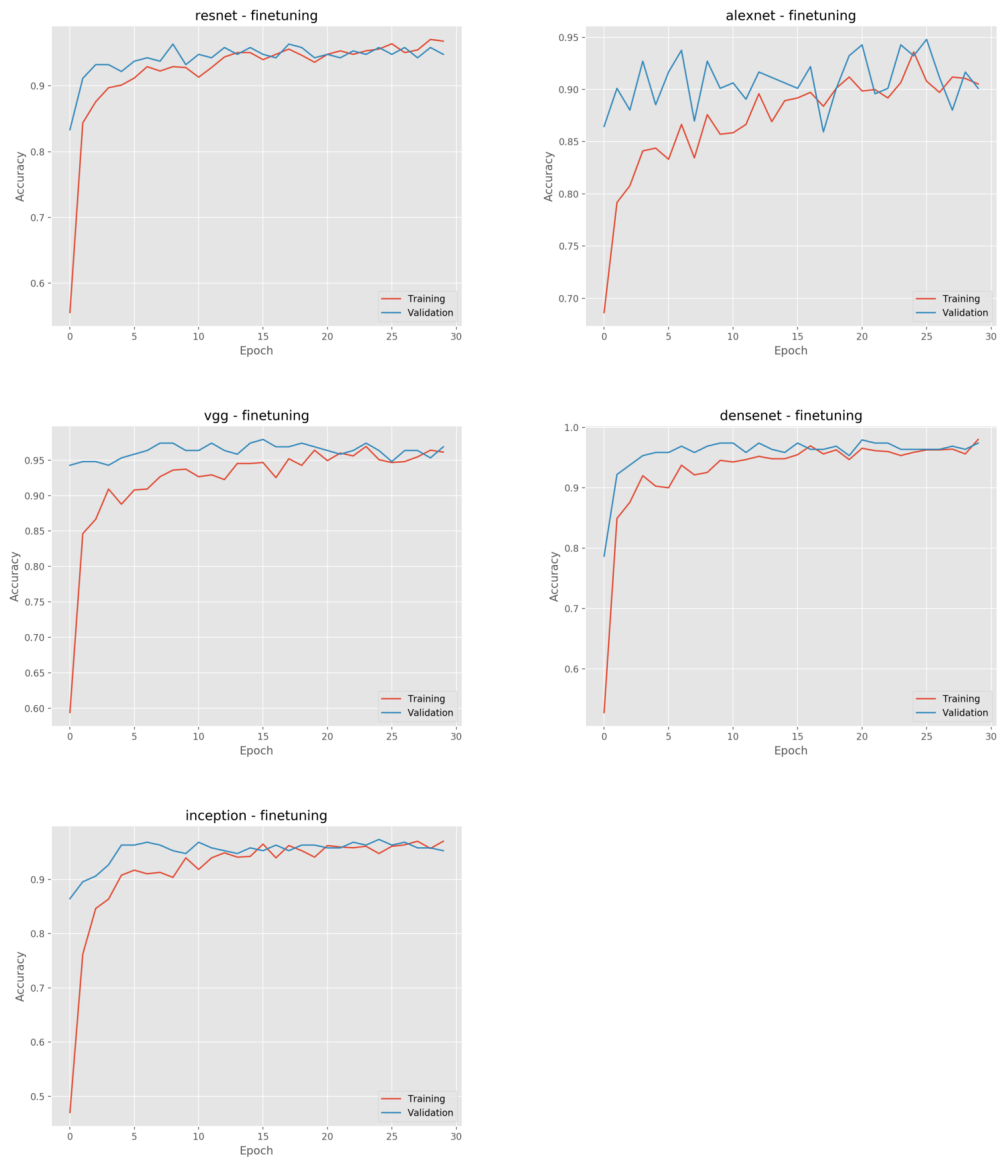 resnet - finetuning
Accuracy
0.9
0.8
0.7
0.6
Training
Validation
0 5 10 15 20 25 30
Epoch
alexnet - finetuning
Accuracy
0.95
0.90
0.85
0.80
0.75
0.70
Training
Validation
0 5 10 15 20 25 30
Epoch
vgg - finetuning
Accuracy
0.95
0.90
0.85
0.80
0.75
0.70
0.65
0.60
Training
Validation
0 5 10 15 20 25 30
Epoch
densenet - finetuning
Accuracy
1.0
0.9
0.8
0.7
0.6
Training
Validation
0 5 10 15 20 25 30
Epoch
inception - finetuning
Accuracy
0.9
0.8
0.7
0.6
0.5
Training
Validation
0 5 10 15 20 25 30
Epoch